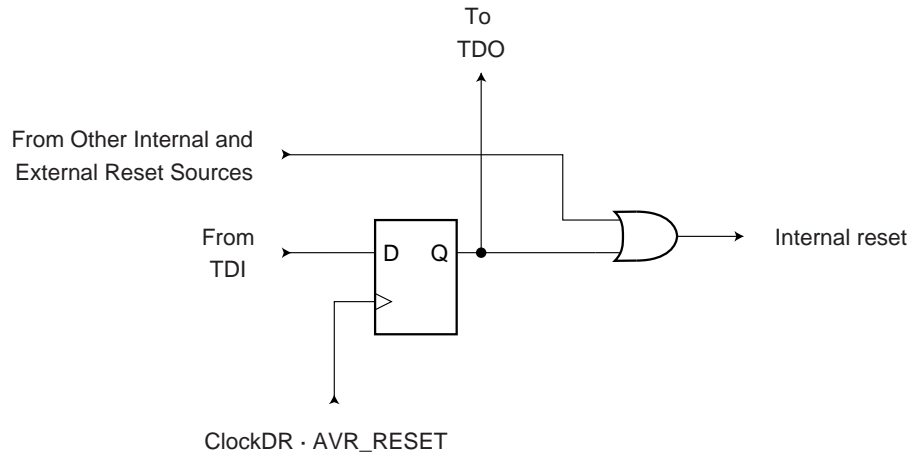 To
TDO
From Other Internal and
External Reset Sources
From
TDI
D Q
Internal reset
ClockDR · AVR_RESET